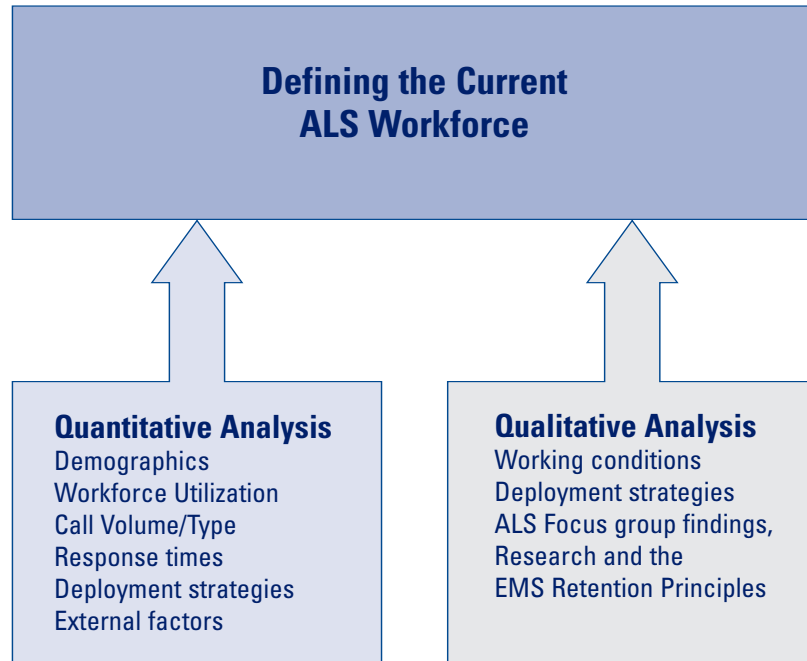 Defining the Current
ALS Workforce
Quantitative Analysis
Demographics
Workforce Utilization
Call Volume/Type
Response times
Deployment strategies
External factors
Qualitative Analysis
Working conditions
Deployment strategies
ALS Focus group findings,
Research and the
EMS Retention Principles